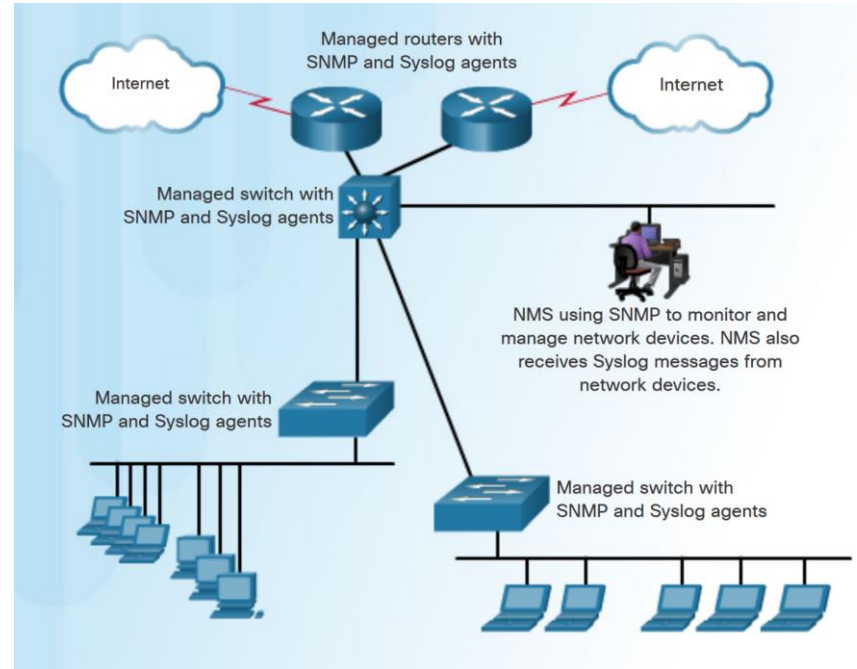 Managed routers with
SNMP and Syslog agents
Internet
Internet
Managed switch with
SNMP and Syslog agents
NMS using SNMP to monitor and
manage network devices. NMS also
receives Syslog messages from
network devices.
Managed switch with
SNMP and Syslog agents
Managed switch with
SNMP and Syslog agents